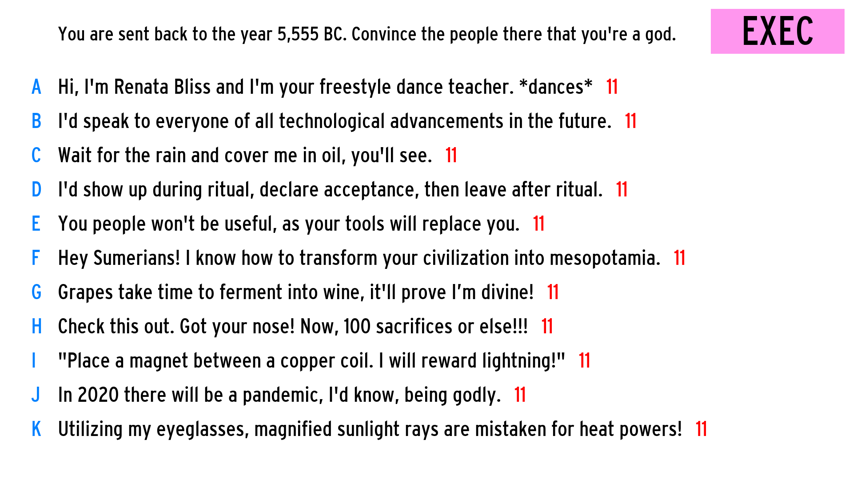 You are sent back to the year 5,555 BC. Convince the people there that you're a god.
EXEC
A Hi, I'm Renata Bliss and I'm your freestyle dance teacher. *dances* 11
B I'd speak to everyone of all technological advancements in the future. 11
C Wait for the rain and cover me in oil, you'll see. 11
D I'd show up during ritual, declare acceptance, then leave after ritual. 11
E You people won't be useful, as your tools will replace you. 11
F Hey Sumerians! I know how to transform your civilization into mesopotamia. 11
G Grapes take time to ferment into wine, it'll prove I’m divine! 11
H Check this out. Got your nose! Now, 100 sacrifices or else!!! 11
I "Place a magnet between a copper coil. I will reward lightning!" 11
J In 2020 there will be a pandemic, I'd know, being godly. 11
K Utilizing my eyeglasses, magnified sunlight rays are mistaken for heat powers! 11